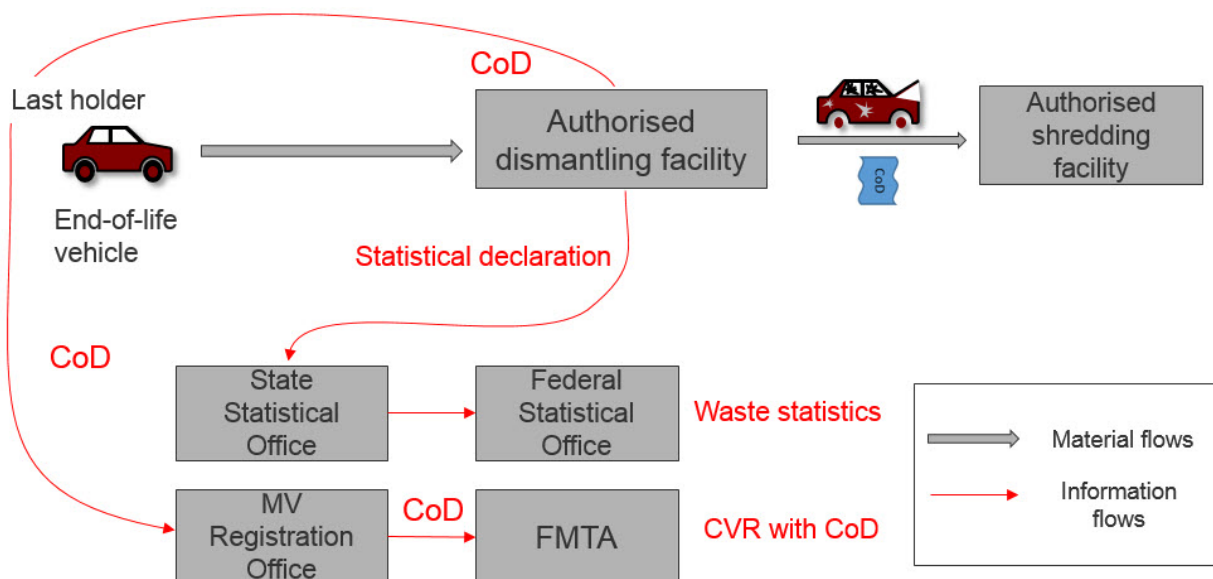 CoD
Last holder
Authorised
dismantling facility
Authorised
shredding
facility
CoD
End-of-life
vehicle
Statistical declaration
CoD
State
Statistical
Office
Federal
Statistical
Office
Waste statistics
MV
Registration
Office
CoD
FMTA
CVR with CoD
Material flows
Information
flows